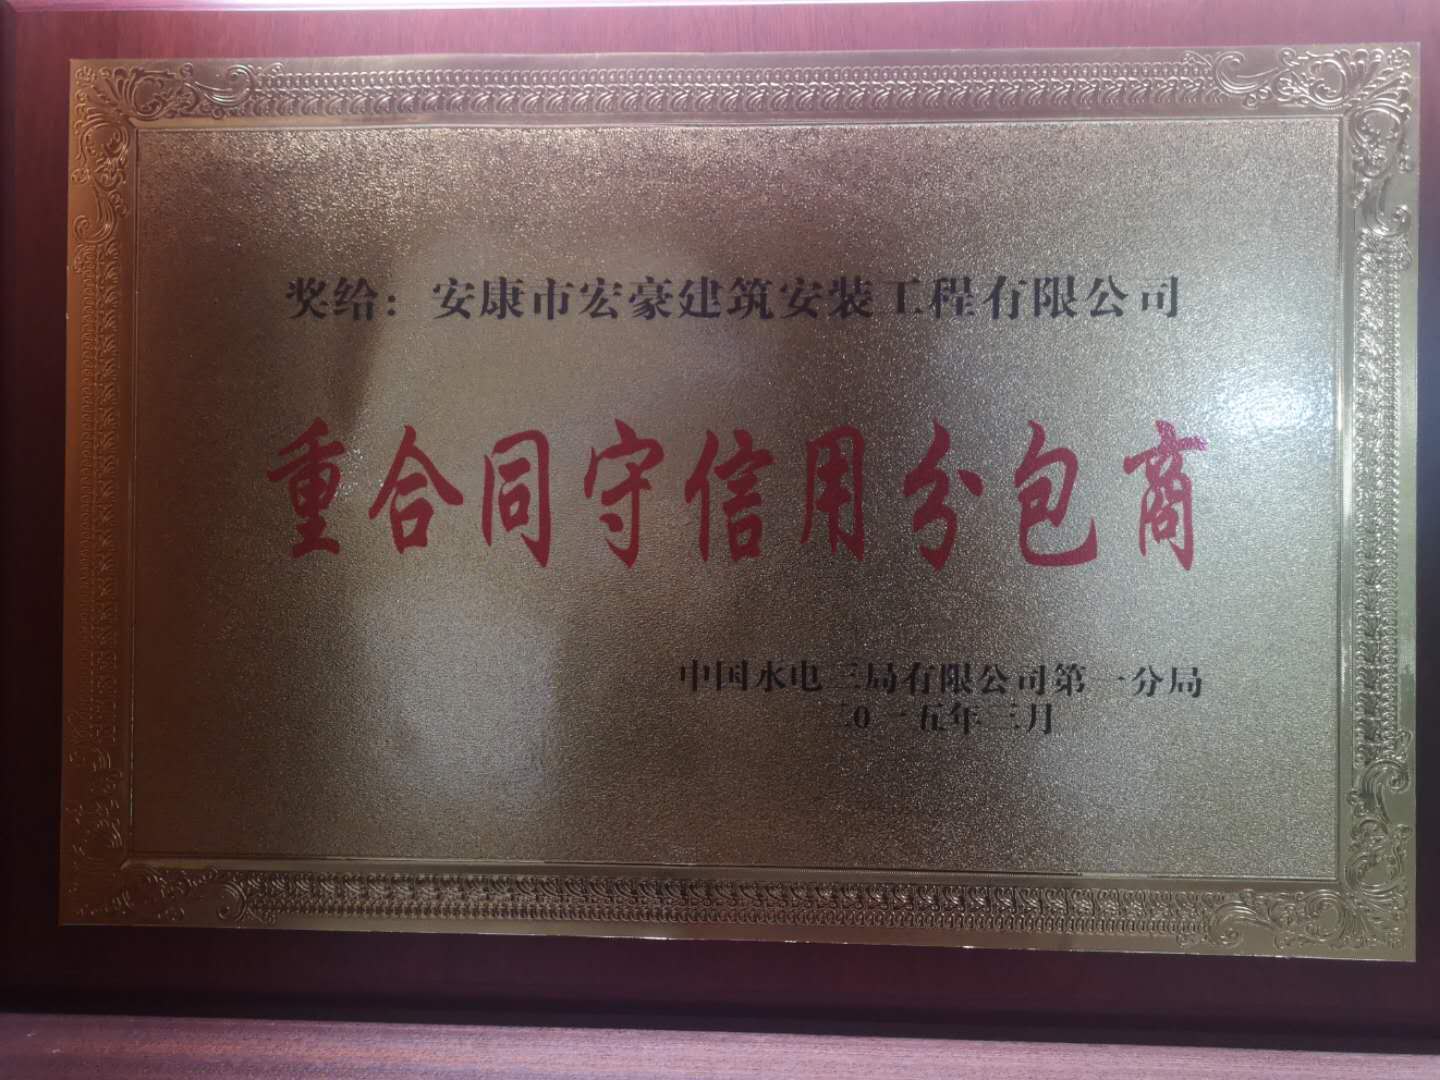 奖给：安康市宏豪建筑安装工程有限公司
重合同守信用分包商
中国水电三局有限公司第一分局
二0一五年三月